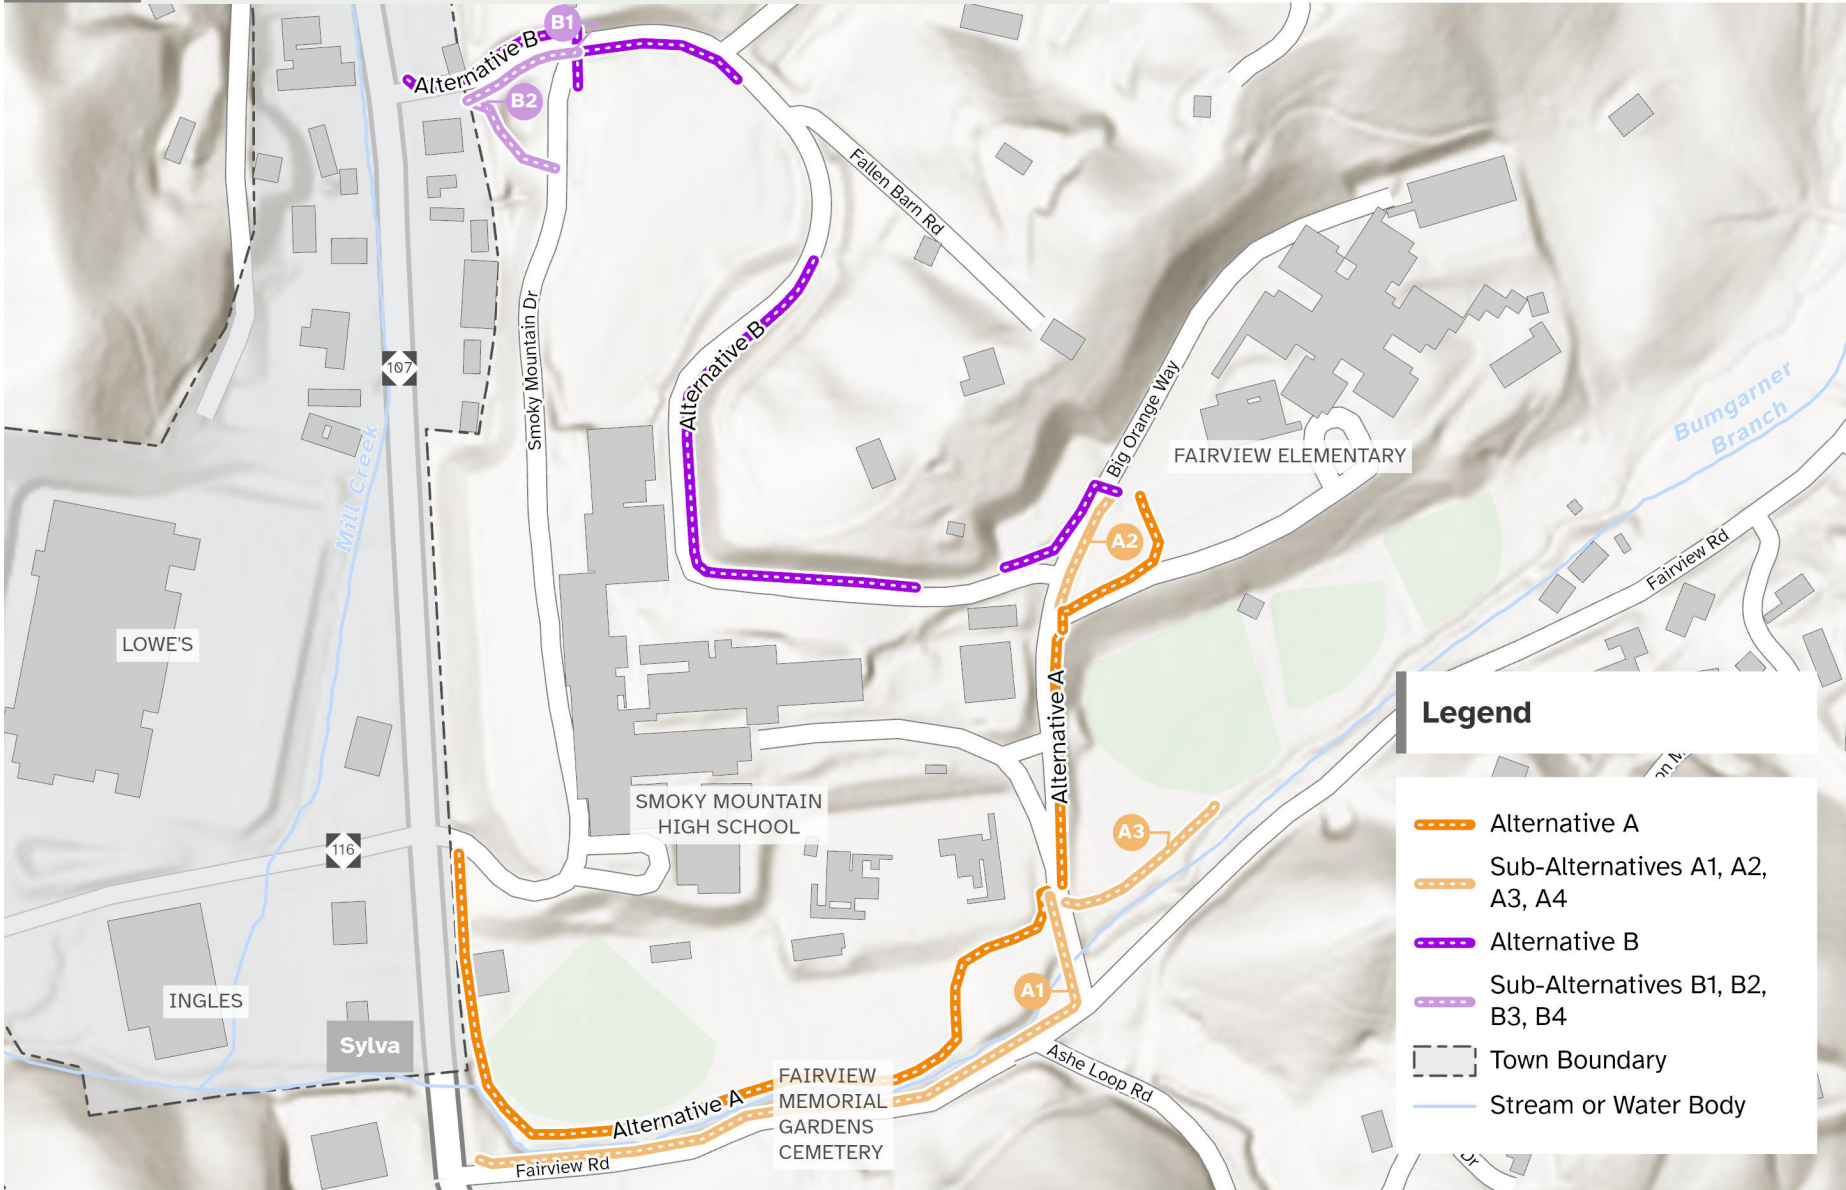 B1
Alternative B
B2
Fallen Barn Rd
Smoky Mountain Dr
107
Alternative B
Big Orange Way
Bumgarner
Branch
FAIRVIEW ELEMENTARY
Mill Creek
A2
Fairview Rd
LOWE'S
Alternative A
SMOKY MOUNTAIN
HIGH SCHOOL
A3
116
INGLES
A1
Sylva
Ashe Loop Rd
FAIRVIEW
MEMORIAL
GARDENS
CEMETERY
Alternative A
Fairview Rd
on M
Dr
Legend
Alternative A
Sub-Alternatives A1, A2,
A3, A4
Alternative B
Sub-Alternatives B1, B2,
B3, B4
Town Boundary
Stream or Water Body